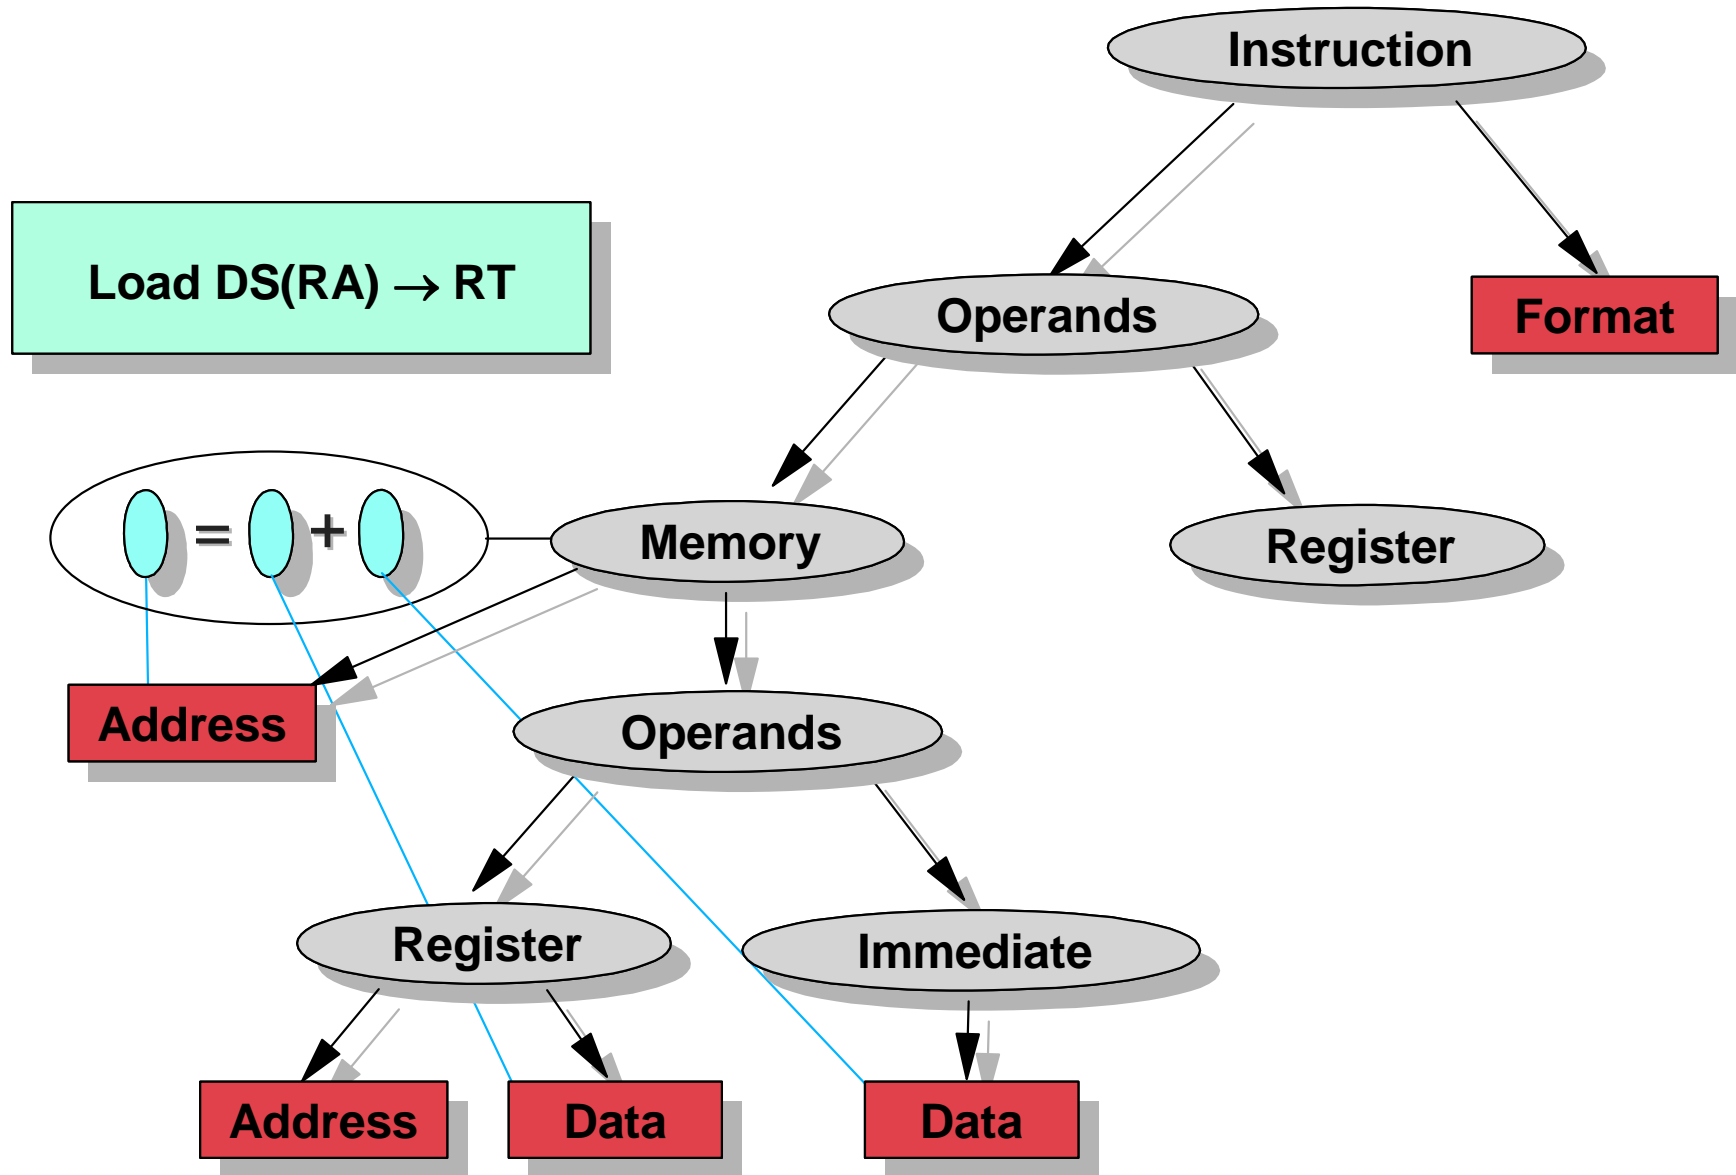 Instruction
Load DS(RA) → RT
Operands
Format
= +
Memory
Register
Address
Operands
Register
Immediate
Address
Data
Data